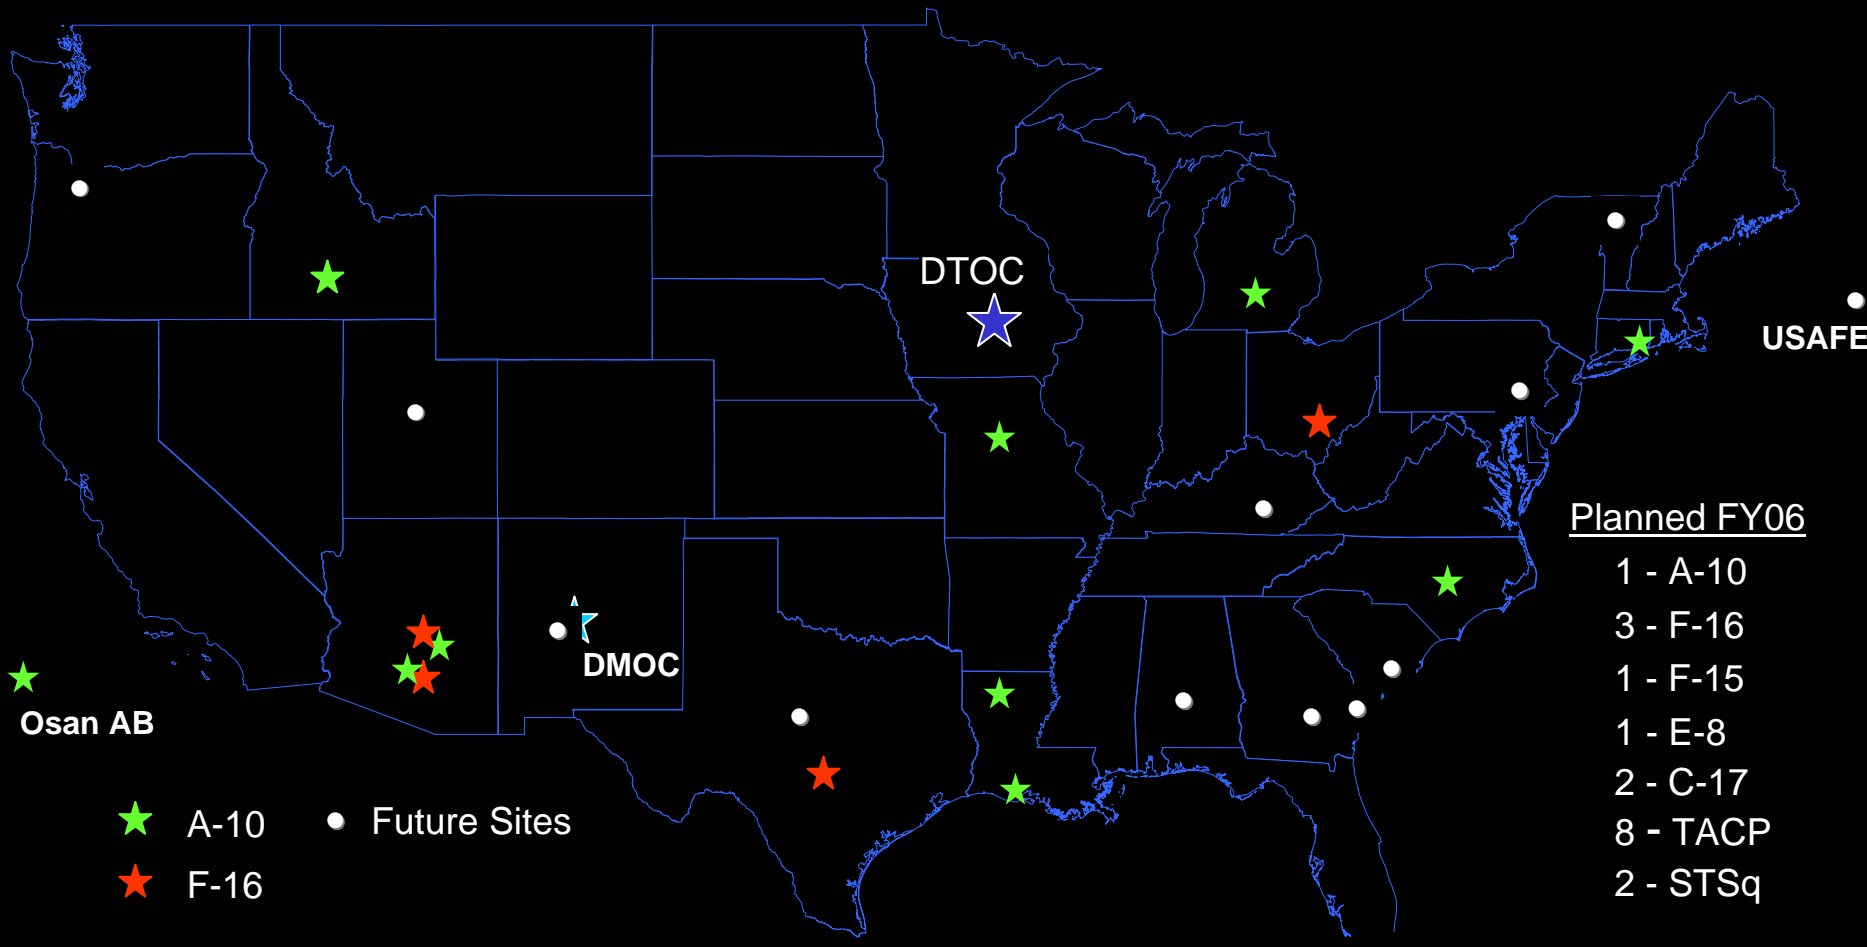 DTOC
USAFE
Planned FY06
1 - A-10
3 - F-16
1 - F-15
1 - E-8
2 - C-17
8 - TACP
2 - STSq
DMOC
Osan AB
A-10
Future Sites
F-16